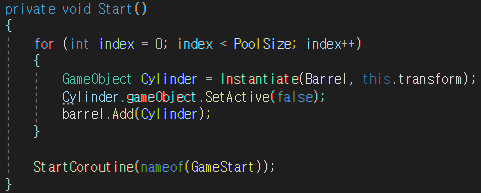 private void Start()
{
for (int index = 0; index < PoolSize; index++)
{
GameObject Cylinder = Instantiate(Barrel, this.transform);
Cylinder.gameObject.SetActive(false);
barrel.Add(Cylinder);
}
StartCoroutine(nameof(GameStart));
}